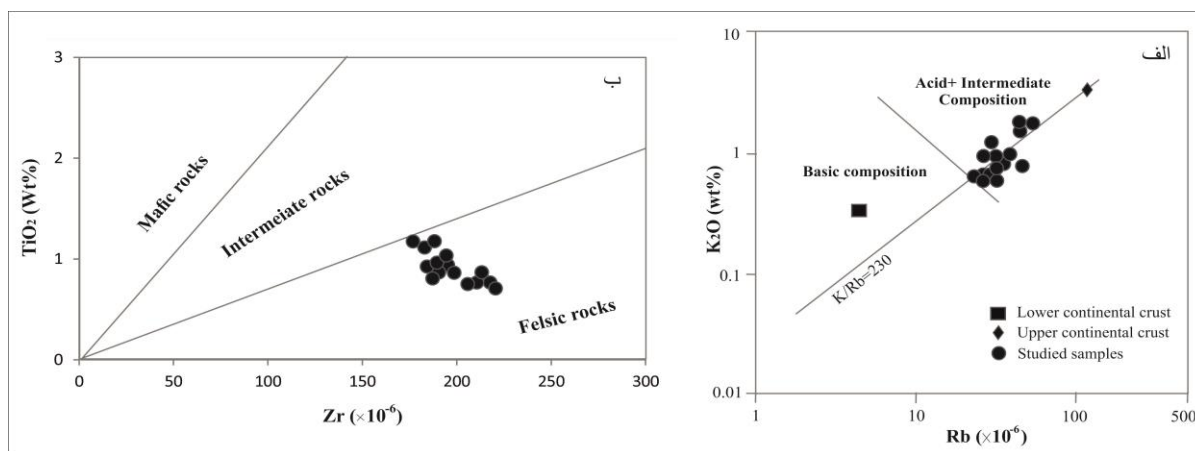 ب
3
2
1
0
TiO₂ (Wt%)
Mafic rocks
Intermeiate rocks
Felsic rocks
0 50 100 150 200 250 300
Zr (×10⁻⁶)
الف
10
1
0.1
0.01
K₂O (wt%)
Acid+ Intermediate
Composition
Basic composition
K/Rb=230
Lower continental crust
Upper continental crust
Studied samples
1 10 100 500
Rb (×10⁻⁶)